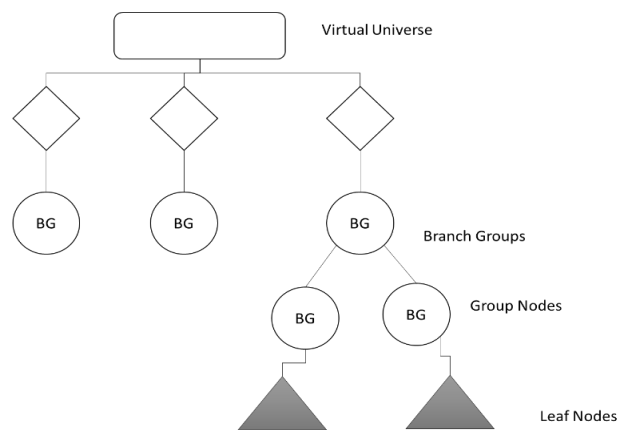 Virtual Universe
BG
BG
BG
Branch Groups
BG
BG
Group Nodes
Leaf Nodes